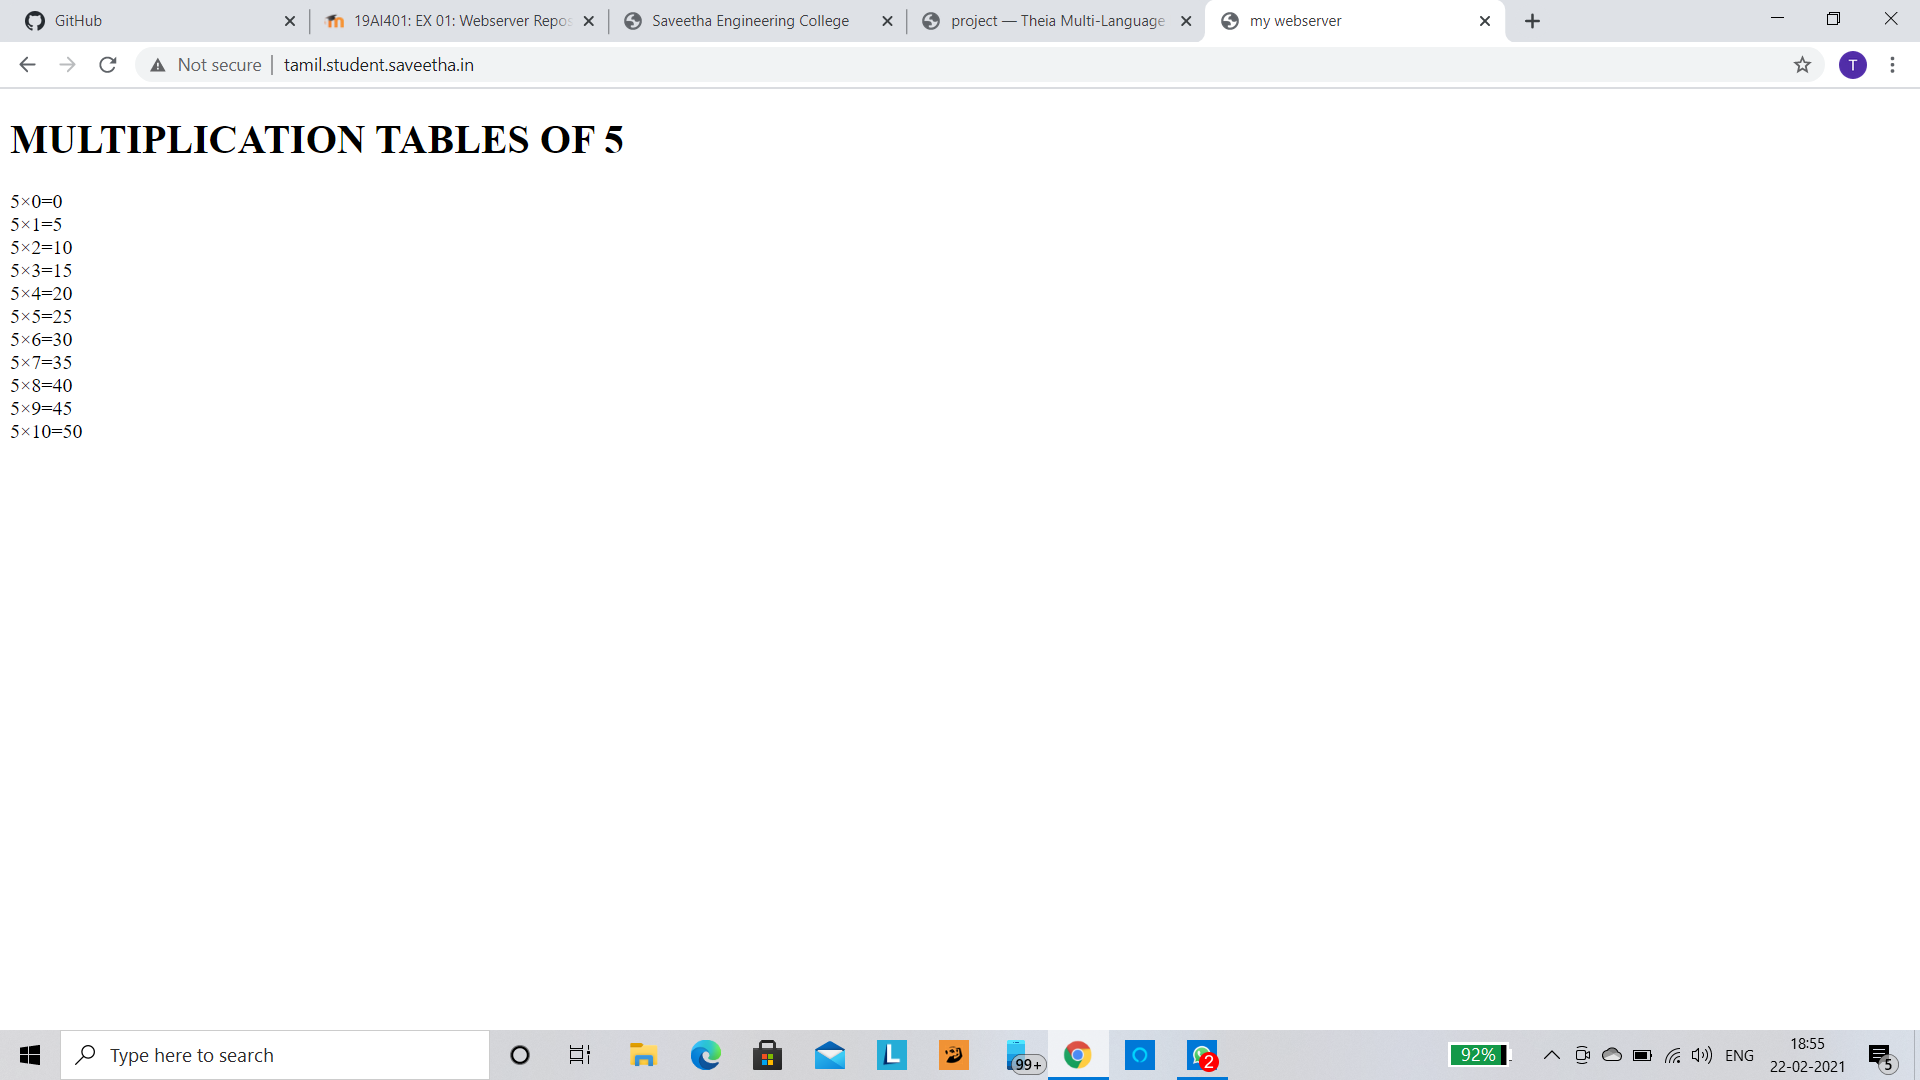 GitHub
19AI401: EX 01: Webserver Repos
Saveetha Engineering College
project — Theia Multi-Language
my webserver
Not secure | tamil.student.saveetha.in
T
MULTIPLICATION TABLES OF 5
5×0=0
5×1=5
5×2=10
5×3=15
5×4=20
5×5=25
5×6=30
5×7=35
5×8=40
5×9=45
5×10=50
Type here to search
L
99+
2
92%
ENG
18:55
22-02-2021
5